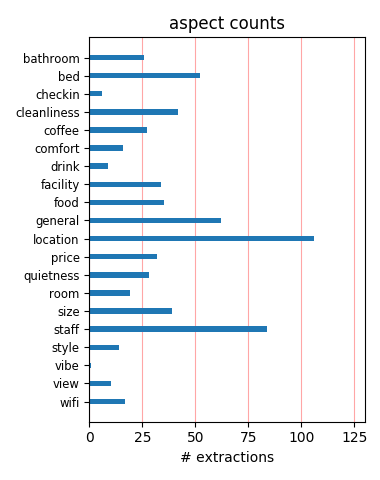 aspect counts
bathroom
bed
checkin
cleanliness
coffee
comfort
drink
facility
food
general
location
price
quietness
room
size
staff
style
vibe
view
wifi
0 25 50 75 100 125
# extractions